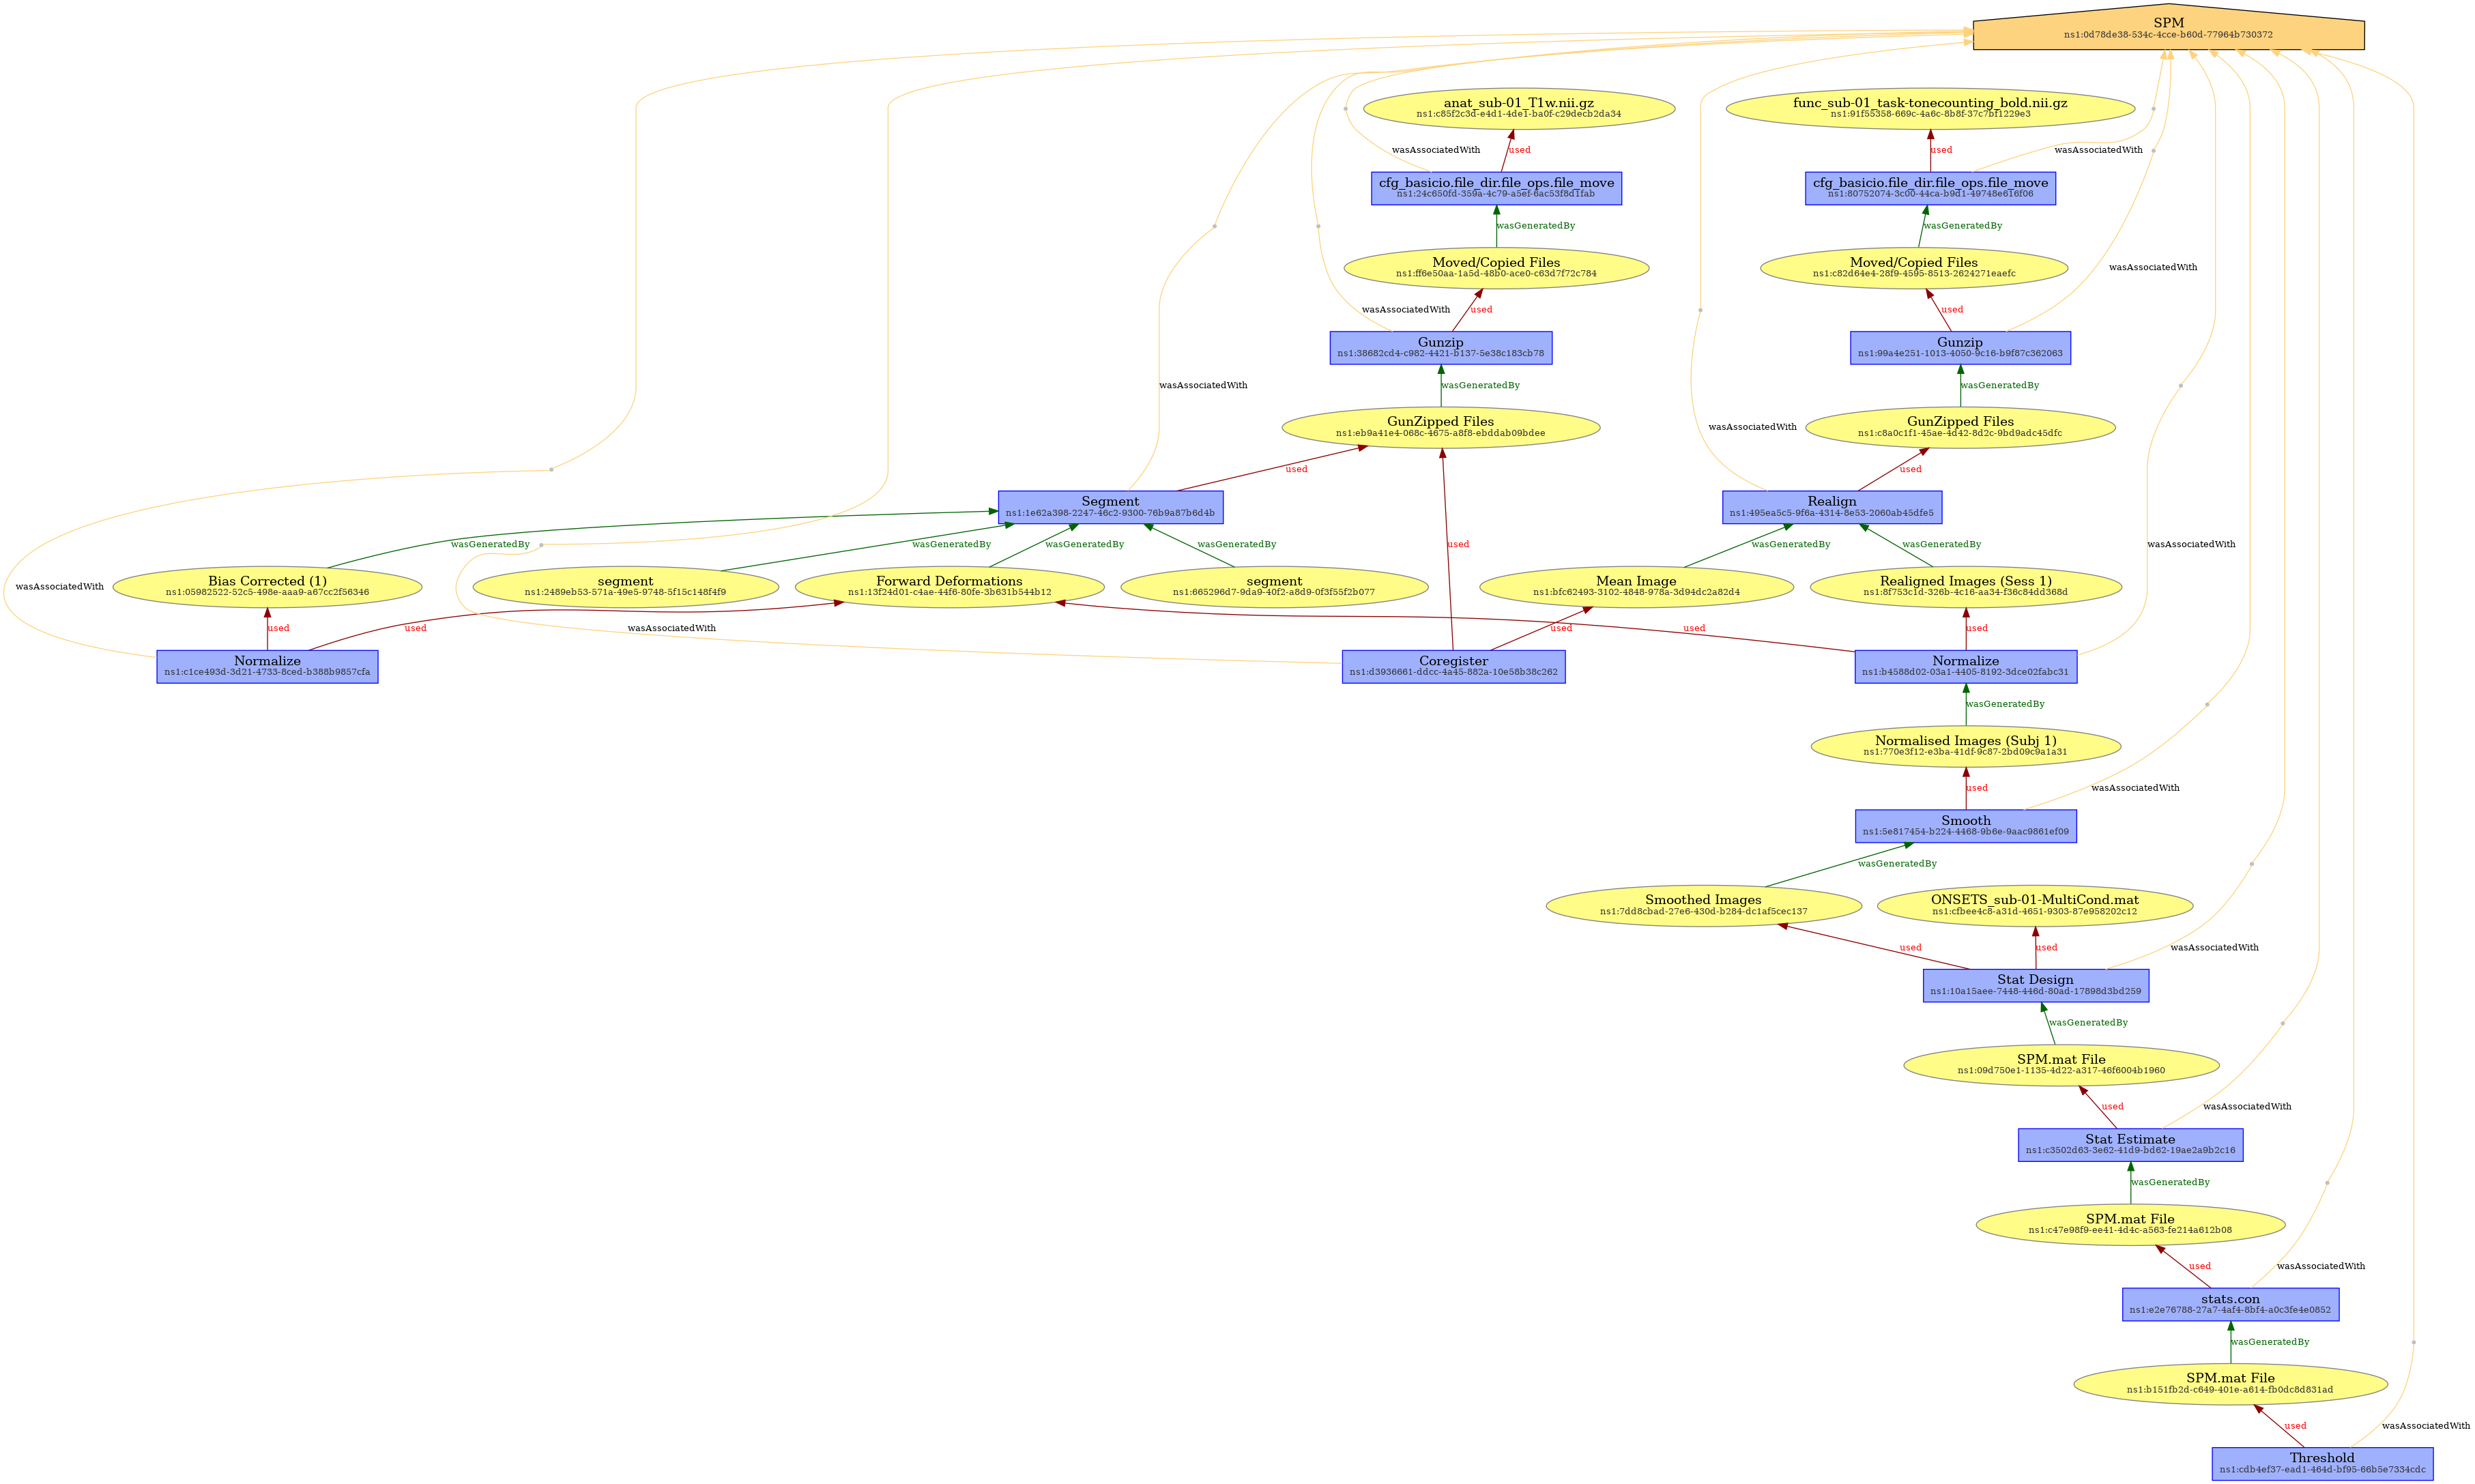 SPM
ns1:0d78de38-534c-4cce-b60d-77964b730372
anat_sub-01_T1w.nii.gz
ns1:c85f2c3d-e4d1-4de1-ba0f-c29decb2da34
func_sub-01_task-tonecounting_bold.nii.gz
ns1:91f55358-669c-4a6c-8b8f-37c7bf1229e3
wasAssociatedWith
used
used
wasAssociatedWith
cfg_basicio.file_dir.file_ops.file_move
ns1:24c650fd-359a-4c79-a5ef-6ac53f8d1fab
cfg_basicio.file_dir.file_ops.file_move
ns1:80752074-3c00-44ca-b9d1-49748e616f06
wasGeneratedBy
wasGeneratedBy
Moved/Copied Files
ns1:ff6e50aa-1a5d-48b0-ace0-c63d7f72c784
Moved/Copied Files
ns1:c82d64e4-28f9-4595-8513-2624271eaefc
wasAssociatedWith
wasAssociatedWith
used
used
Gunzip
ns1:38682cd4-c982-4421-b137-5e38c183cb78
Gunzip
ns1:99a4e251-1013-4050-9c16-b9f87c362063
wasAssociatedWith
wasGeneratedBy
wasGeneratedBy
GunZipped Files
ns1:eb9a41e4-068c-4675-a8f8-ebddab09bdee
wasAssociatedWith
GunZipped Files
ns1:c8a0c1f1-45ae-4d42-8d2c-9bd9adc45dfc
used
used
Segment
ns1:1e62a398-2247-46c2-9300-76b9a87b6d4b
Realign
ns1:495ea5c5-9f6a-4314-8e53-2060ab45dfe5
wasGeneratedBy
wasGeneratedBy
wasGeneratedBy
wasGeneratedBy
used
wasGeneratedBy
wasGeneratedBy
wasAssociatedWith
wasAssociatedWith
Bias Corrected (1)
ns1:05982522-52c5-498e-aaa9-a67cc2f56346
segment
ns1:2489eb53-571a-49e5-9748-5f15c148f4f9
Forward Deformations
ns1:13f24d01-c4ae-44f6-80fe-3b631b544b12
segment
ns1:665296d7-9da9-40f2-a8d9-0f3f55f2b077
Mean Image
ns1:bfc62493-3102-4848-978a-3d94dc2a82d4
Realigned Images (Sess 1)
ns1:8f753c1d-326b-4c16-aa34-f36c84dd368d
used
used
wasAssociatedWith
used
used
used
Normalize
ns1:c1ce493d-3d21-4733-8ced-b388b9857cfa
Coregister
ns1:d3936661-ddcc-4a45-882a-10e58b38c262
Normalize
ns1:b4588d02-03a1-4405-8192-3dce02fabc31
wasGeneratedBy
Normalised Images (Subj 1)
ns1:770e3f12-e3ba-41df-9c87-2bd09c9a1a31
used
wasAssociatedWith
Smooth
ns1:5e817454-b224-4468-9b6e-9aac9861ef09
wasGeneratedBy
Smoothed Images
ns1:7dd8cbad-27e6-430d-b284-dc1af5cec137
ONSETS_sub-01-MultiCond.mat
ns1:cfbee4c8-a31d-4651-9303-87e958202c12
used
used
wasAssociatedWith
Stat Design
ns1:10a15aee-7448-446d-80ad-17898d3bd259
wasGeneratedBy
SPM.mat File
ns1:09d750e1-1135-4d22-a317-46f6004b1960
used
wasAssociatedWith
Stat Estimate
ns1:c3502d63-3e62-41d9-bd62-19ae2a9b2c16
wasGeneratedBy
SPM.mat File
ns1:c47e98f9-ee41-4d4c-a563-fe214a612b08
used
wasAssociatedWith
stats.con
ns1:e2e76788-27a7-4af4-8bf4-a0c3fe4e0852
wasGeneratedBy
SPM.mat File
ns1:b151fb2d-c649-401e-a614-fb0dc8d831ad
used
wasAssociatedWith
Threshold
ns1:cdb4ef37-ead1-464d-bf95-66b5e7334cdc